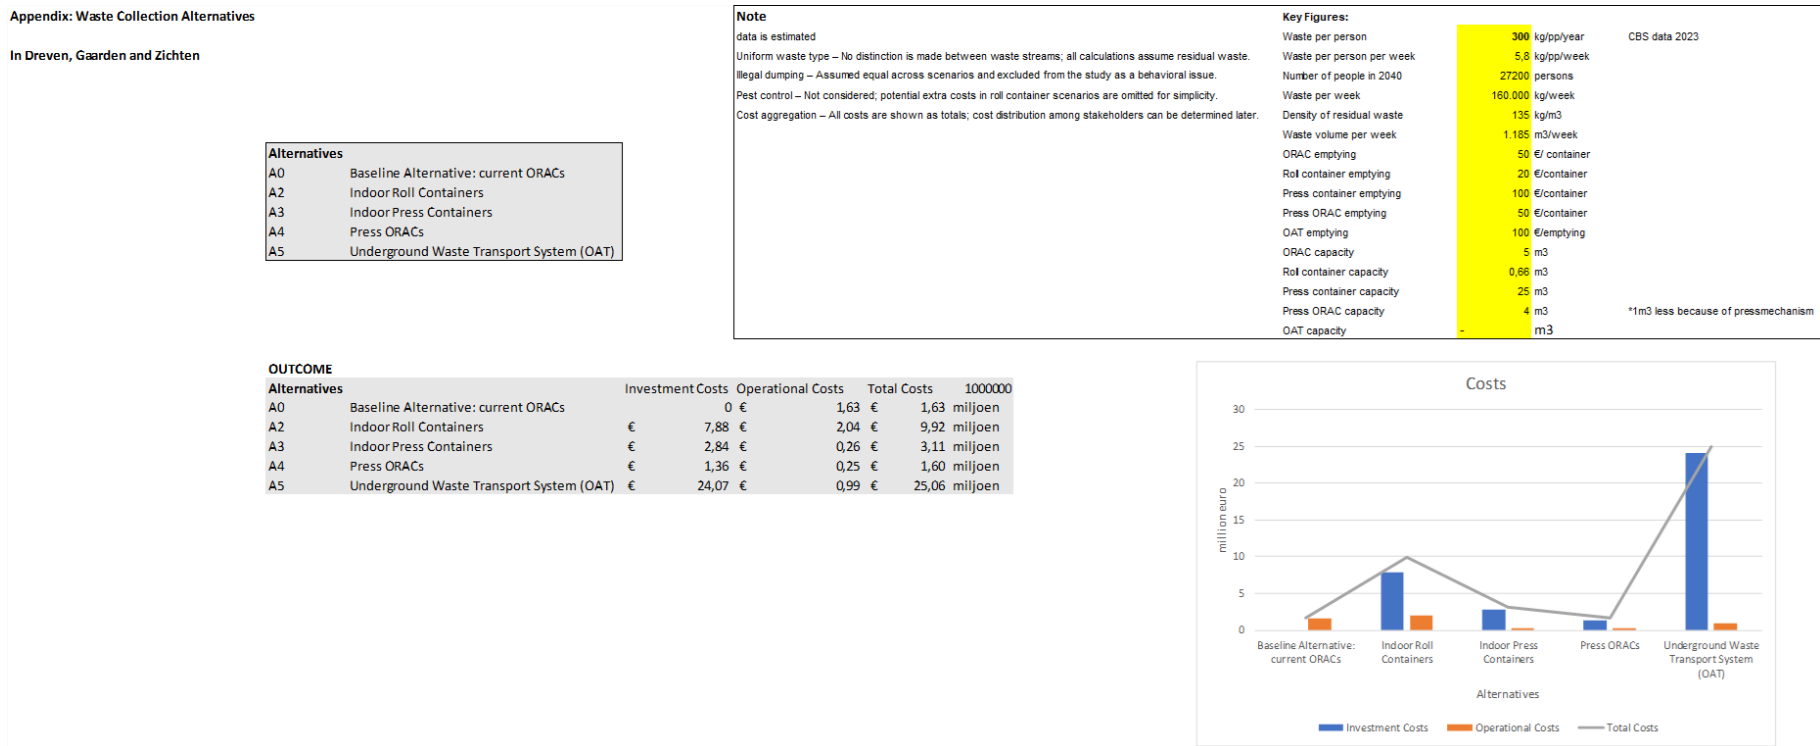 Appendix: Waste Collection Alternatives
In Dreven, Gaarden and Zichten
Note
data is estimated
Uniform waste type – No distinction is made between waste streams; all calculations assume residual waste.
Illegal dumping – Assumed equal across scenarios and excluded from the study as a behavioral issue.
Pest control – Not considered; potential extra costs in roll container scenarios are omitted for simplicity.
Cost aggregation – All costs are shown as totals; cost distribution among stakeholders can be determined later.
Key Figures:
Waste per person 300 kg/pp/year CBS data 2023
Waste per person per week 5,8 kg/pp/week
Number of people in 2040 27200 persons
Waste per week 160.000 kg/week
Density of residual waste 135 kg/m3
Waste volume per week 1.185 m3/week
ORAC emptying 50 €/ container
Roll container emptying 20 €/container
Press container emptying 100 €/container
Press ORAC emptying 50 €/container
OAT emptying 100 €/emptying
ORAC capacity 5 m3
Roll container capacity 0,66 m3
Press container capacity 25 m3
Press ORAC capacity 4 m3 *1m3 less because of pressmechanism
OAT capacity - m3
Alternatives
A0 Baseline Alternative: current ORACs
A2 Indoor Roll Containers
A3 Indoor Press Containers
A4 Press ORACs
A5 Underground Waste Transport System (OAT)
OUTCOME
Alternatives Investment Costs Operational Costs Total Costs 1000000
A0 Baseline Alternative: current ORACs 0 € 1,63 € 1,63 miljoen
A2 Indoor Roll Containers € 7,88 € 2,04 € 9,92 miljoen
A3 Indoor Press Containers € 2,84 € 0,26 € 3,11 miljoen
A4 Press ORACs € 1,36 € 0,25 € 1,60 miljoen
A5 Underground Waste Transport System (OAT) € 24,07 € 0,99 € 25,06 miljoen
Costs
30
25
20
15
10
5
0
million euro
Baseline Alternative: current ORACs
Indoor Roll Containers
Indoor Press Containers
Press ORACs
Underground Waste Transport System (OAT)
Alternatives
Investment Costs Operational Costs Total Costs